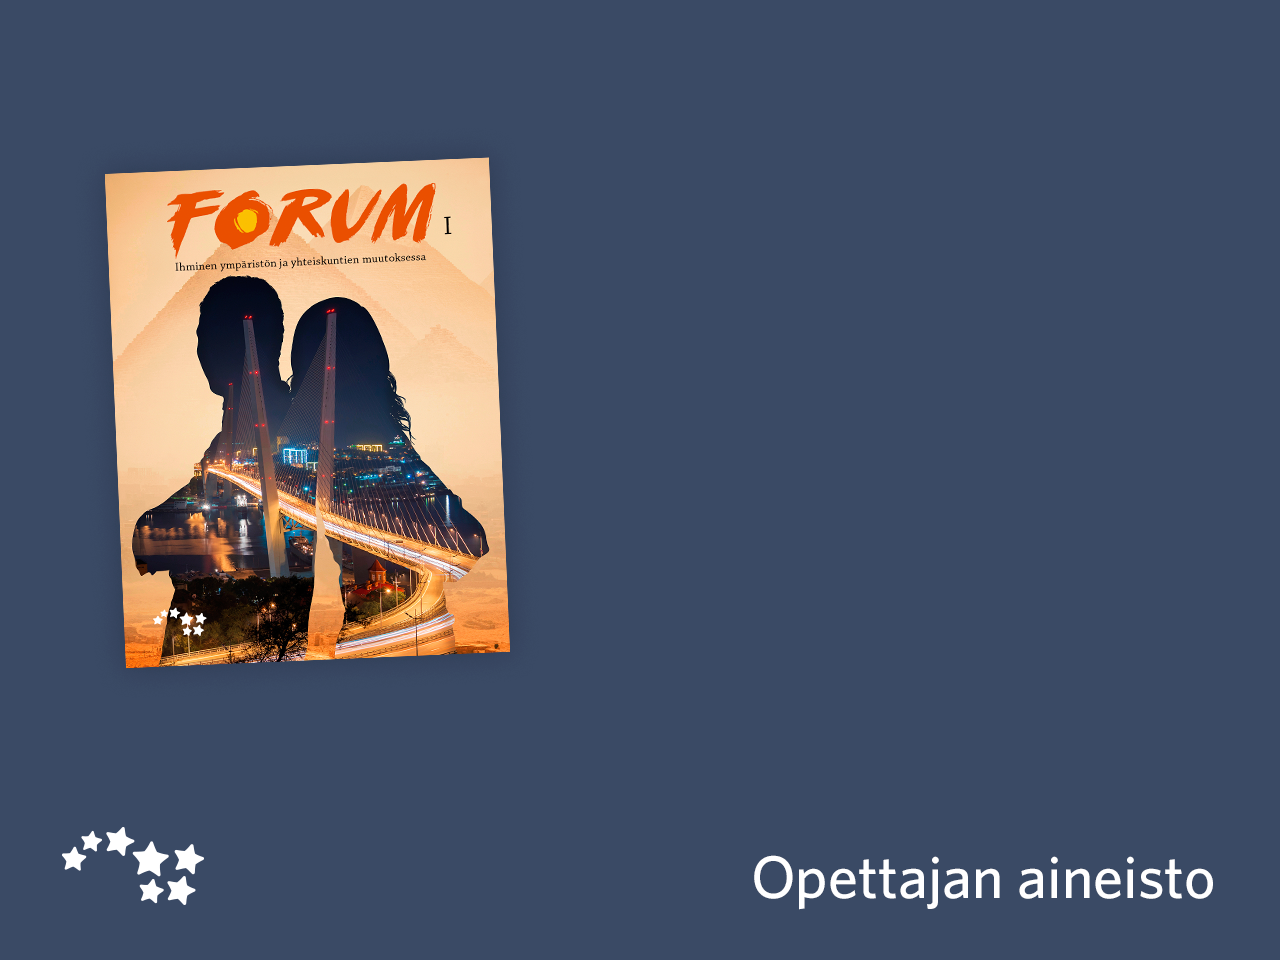 FORUM I
Ihminen ympäristön ja yhteiskuntien muutoksessa
Opettajan aineisto